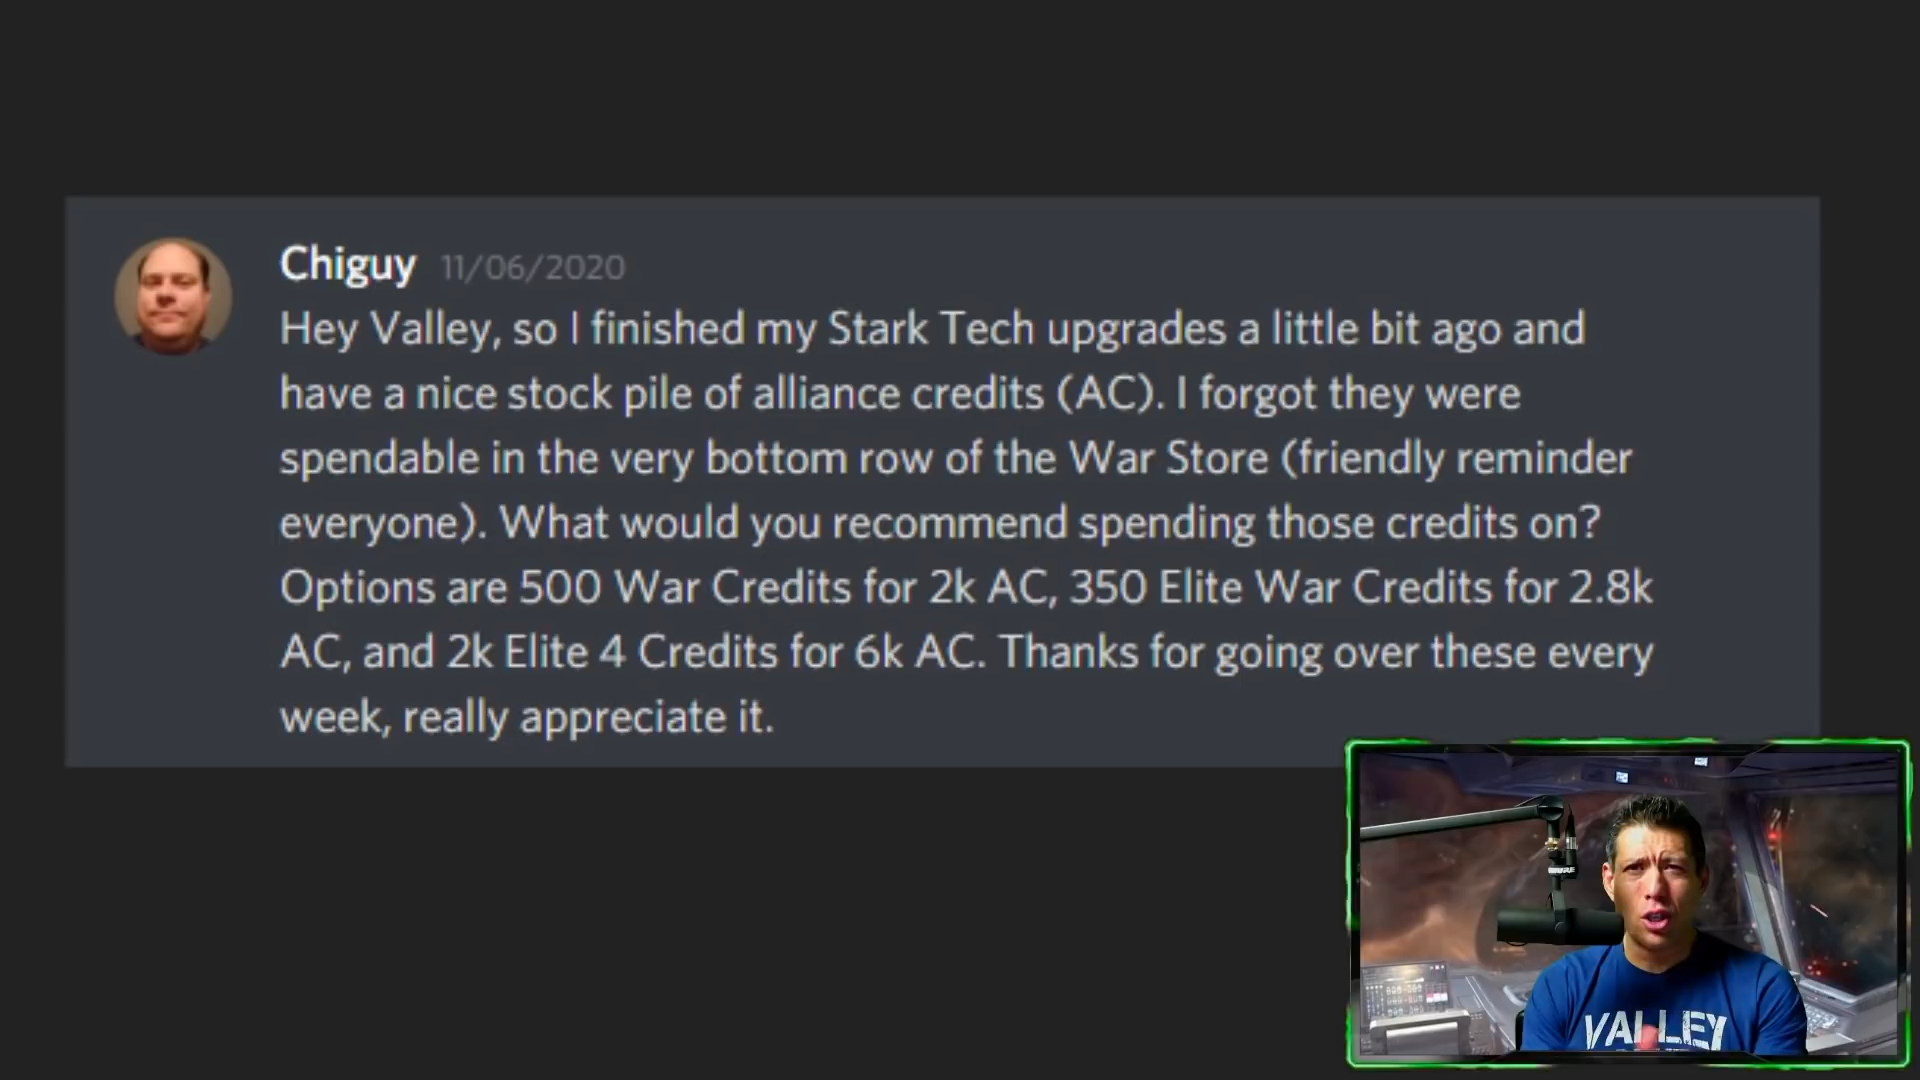 Chiguy 11/06/2020
Hey Valley, so I finished my Stark Tech upgrades a little bit ago and
have a nice stock pile of alliance credits (AC). I forgot they were
spendable in the very bottom row of the War Store (friendly reminder
everyone). What would you recommend spending those credits on?
Options are 500 War Credits for 2k AC, 350 Elite War Credits for 2.8k
AC, and 2k Elite 4 Credits for 6k AC. Thanks for going over these every
week, really appreciate it.
VALLEY